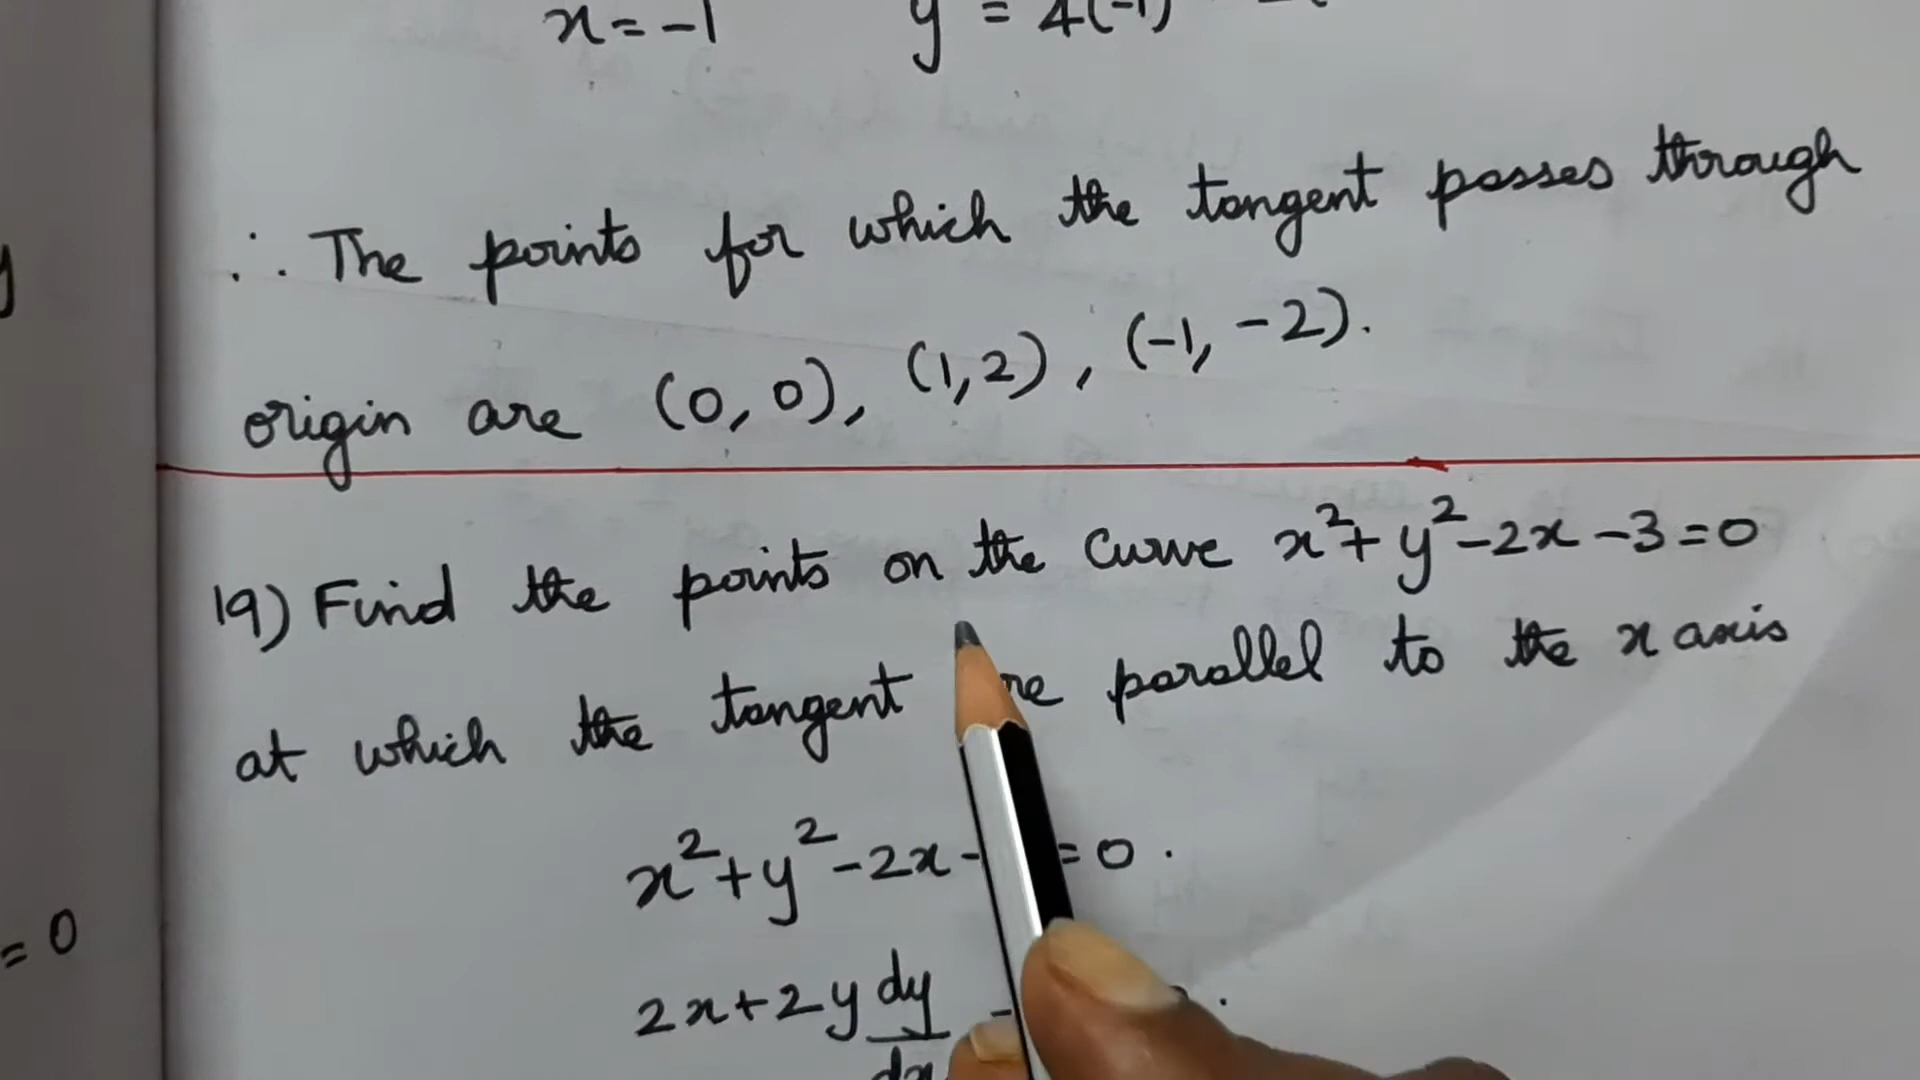 x = -1 y = 4(-1)
∴ The points for which the tangent passes through
origin are (0, 0), (1, 2), (-1, -2).
19) Find the points on the curve x² + y² - 2x - 3 = 0
at which the tangent re parallel to the x axis
x² + y² - 2x - = 0.
= 0
2x + 2y dy/dx -